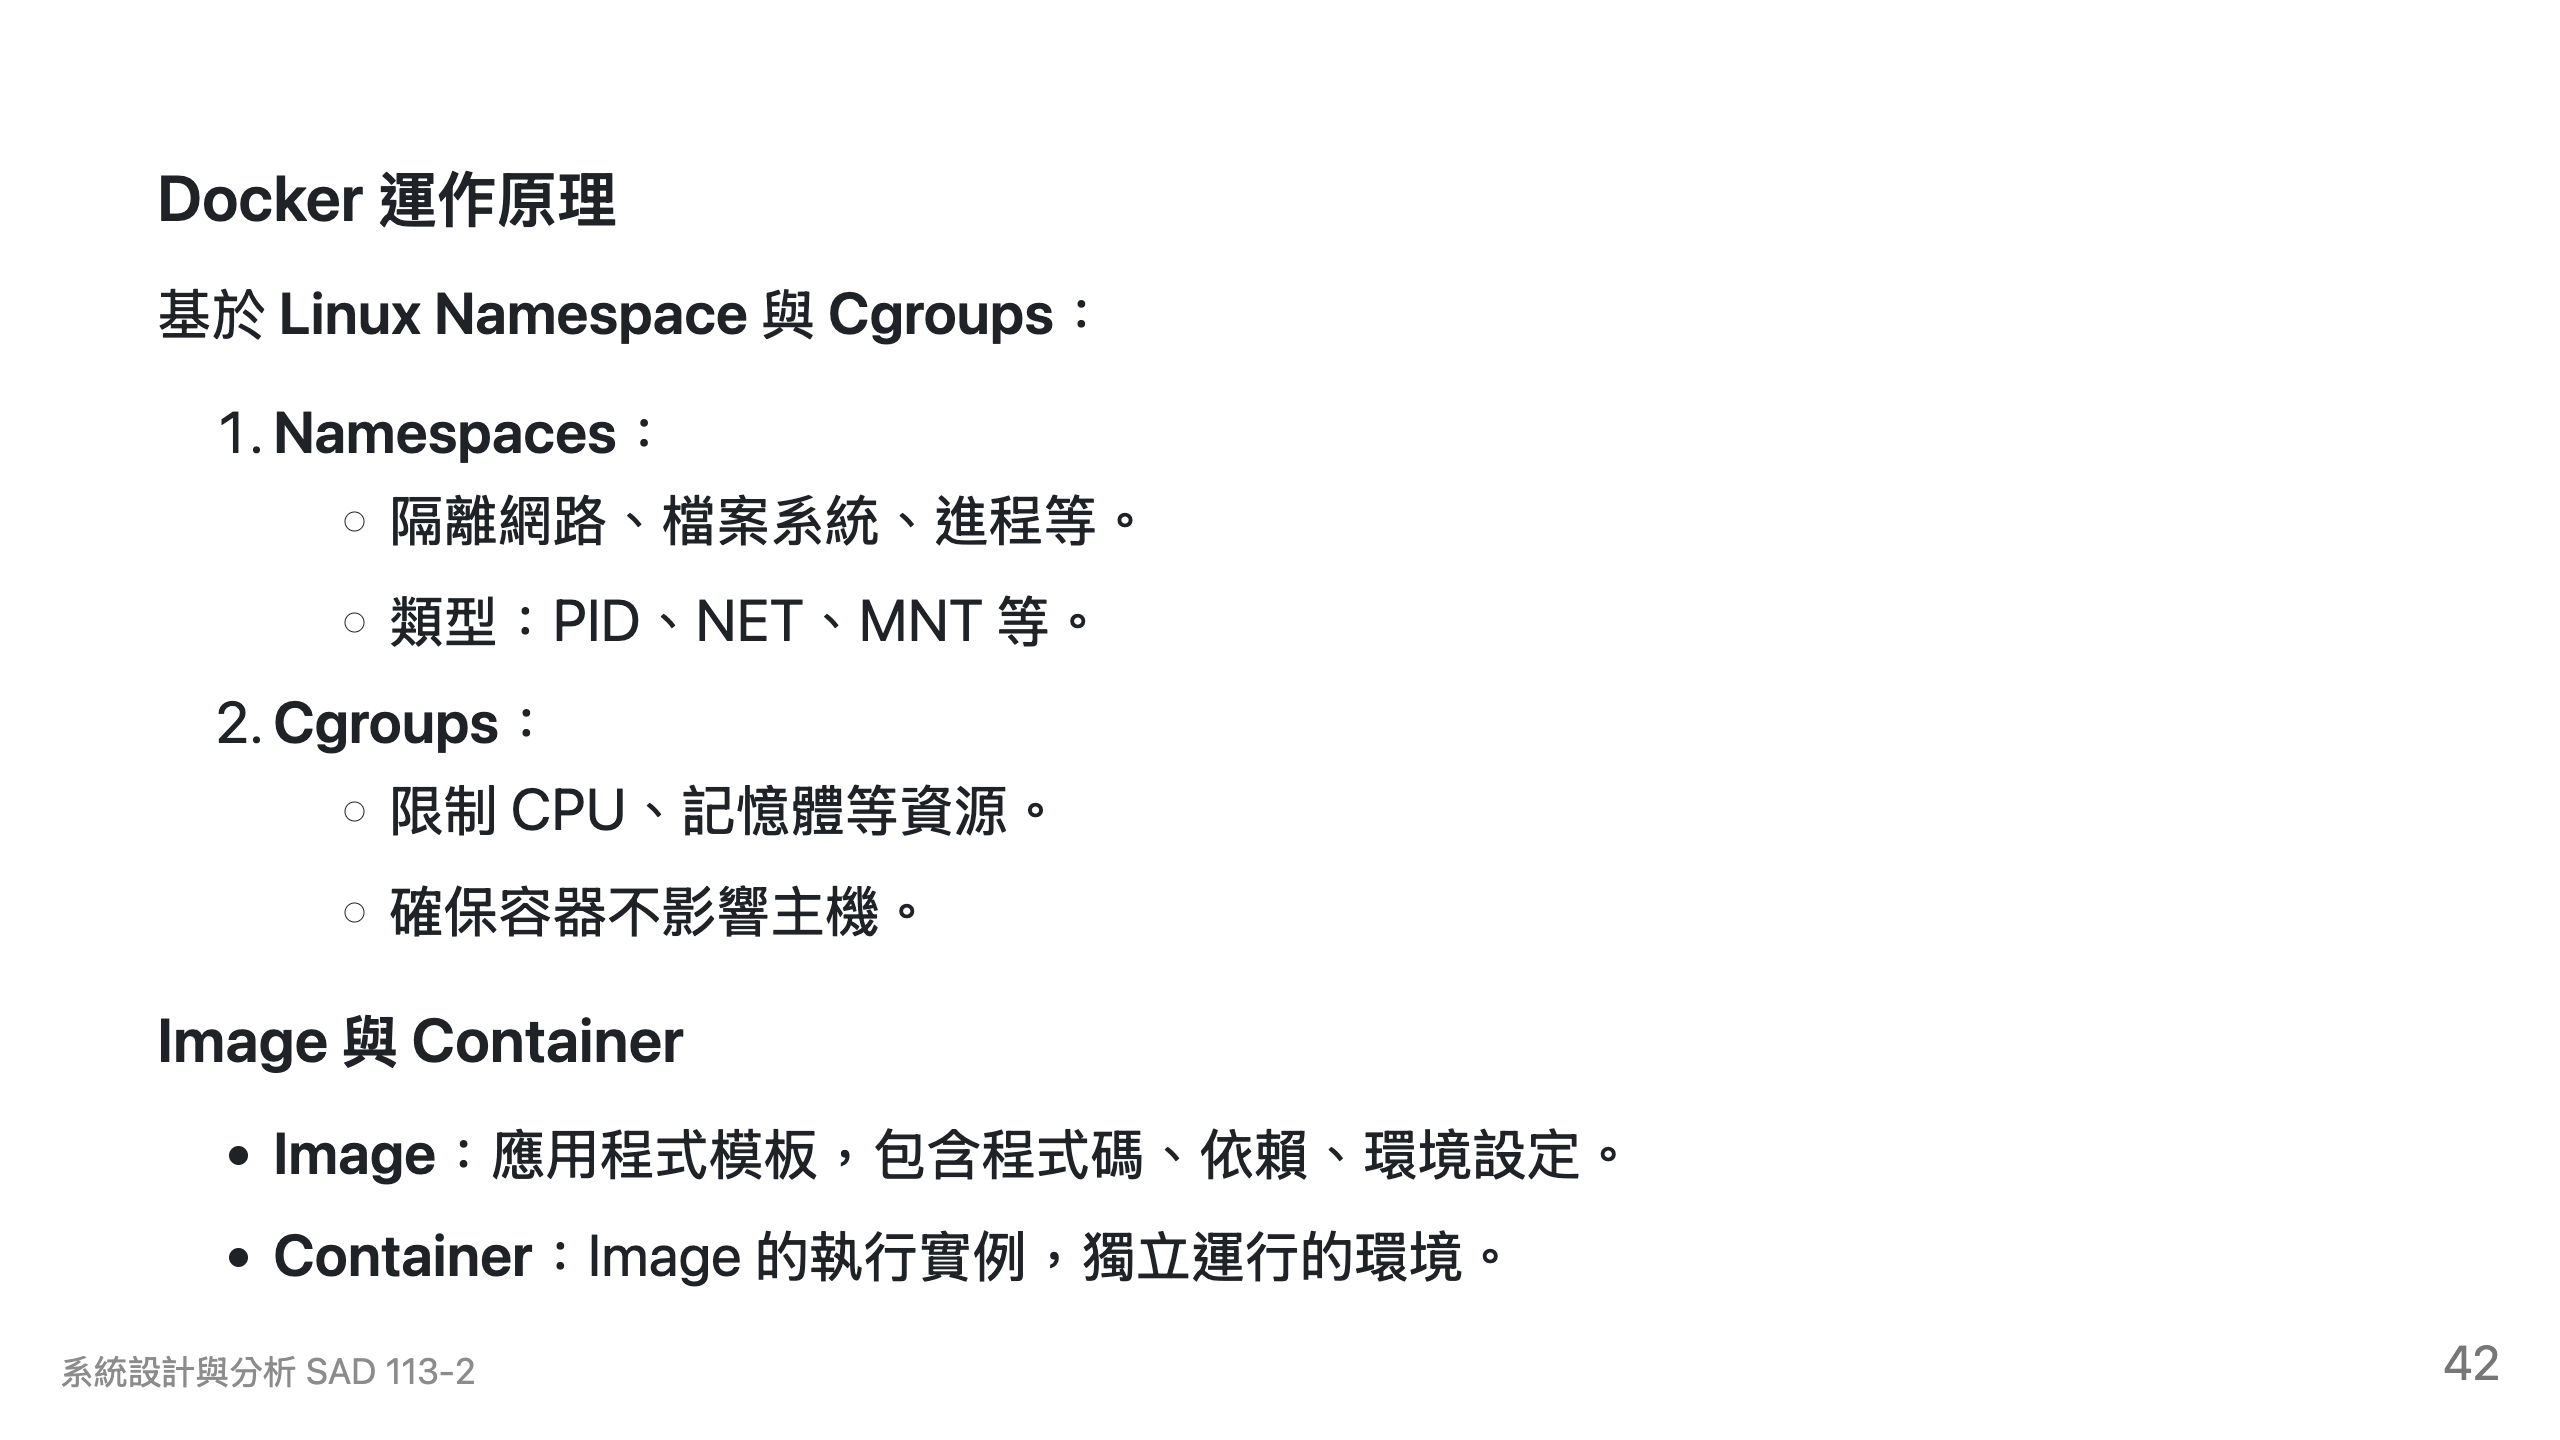 Docker 運作原理
基於 Linux Namespace 與 Cgroups：
1. Namespaces：
○ 隔離網路、檔案系統、進程等。
○ 類型：PID、NET、MNT 等。
2. Cgroups：
○ 限制 CPU、記憶體等資源。
○ 確保容器不影響主機。
Image 與 Container
• Image：應用程式模板，包含程式碼、依賴、環境設定。
• Container：Image 的執行實例，獨立運行的環境。
系統設計與分析 SAD 113-2
42